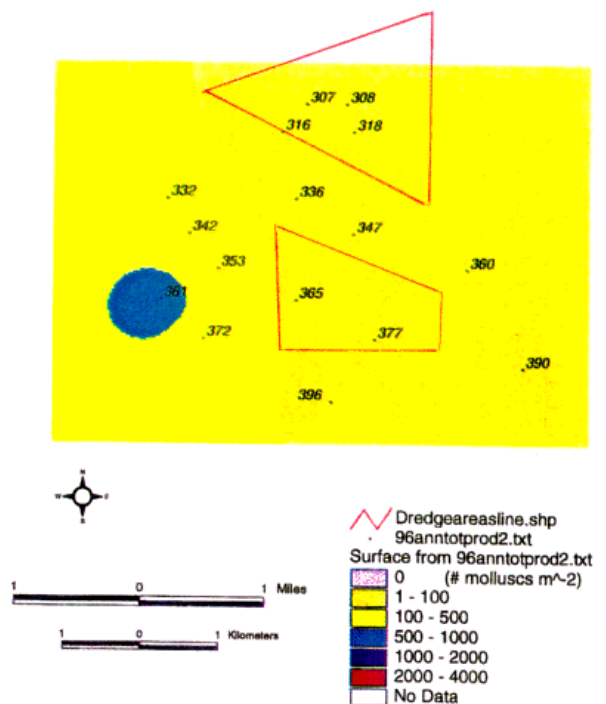 307 308
316 318
332 336
342 347
353 360
361 365
372 377
390
396
N
W E
S
1 0 1 Miles
1 0 1 Kilometers
Dredgeareasline.shp
96anntotprod2.txt
Surface from 96anntotprod2.txt
0 (# molluscs m^-2)
1 - 100
100 - 500
500 - 1000
1000 - 2000
2000 - 4000
No Data